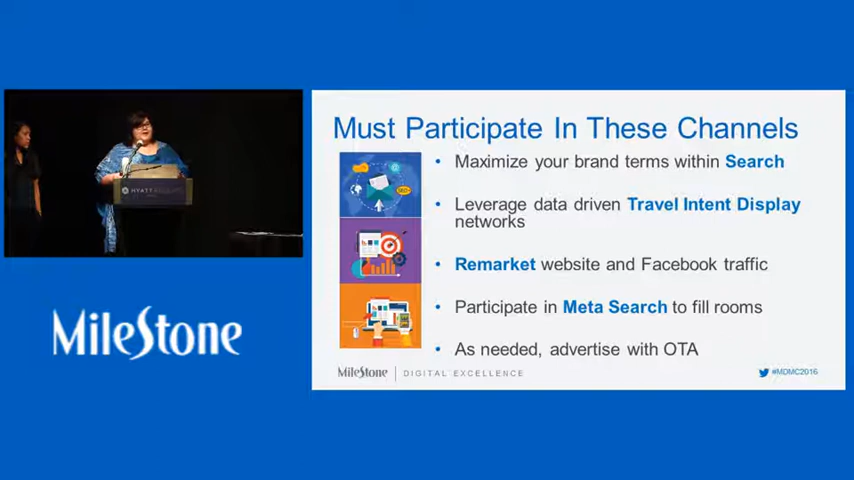 Must Participate In These Channels
• Maximize your brand terms within Search
• Leverage data driven Travel Intent Display
networks
• Remarket website and Facebook traffic
• Participate in Meta Search to fill rooms
• As needed, advertise with OTA
MileStone | DIGITAL EXCELLENCE
#MDMC2016
HYATT
MileStone